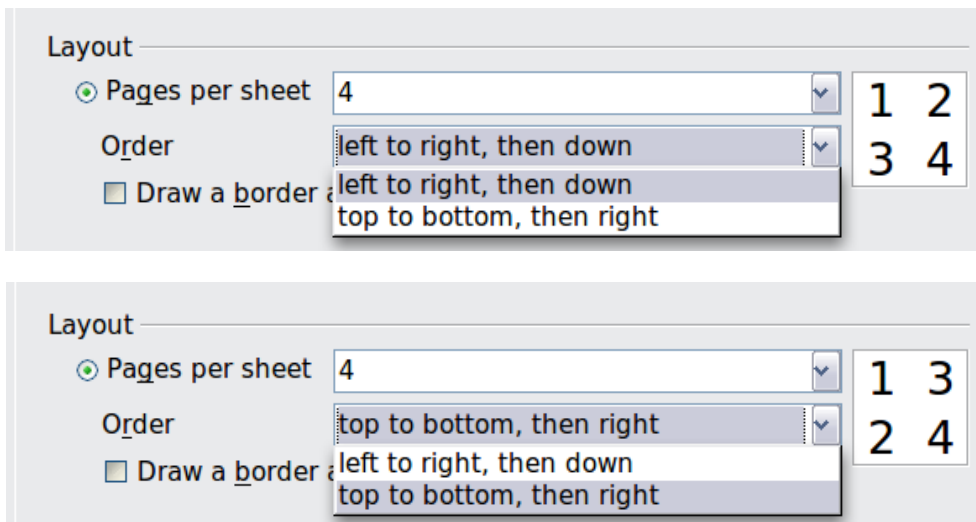 Layout
Pages per sheet 4 1 2
Order left to right, then down 3 4
left to right, then down
Draw a border
top to bottom, then right
Layout
Pages per sheet 4 1 3
Order top to bottom, then right 2 4
left to right, then down
Draw a border
top to bottom, then right